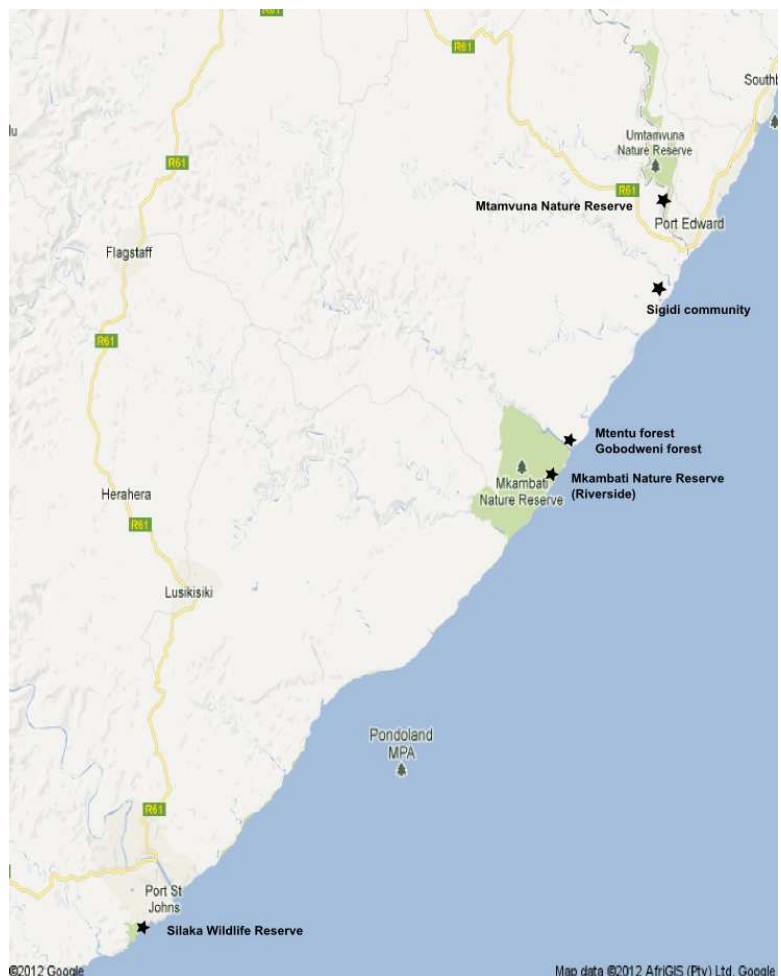 R61
R61
lu
Southb
Umtamvuna
Nature Reserve
R61
R61
Mtamvuna Nature Reserve
Port Edward
Flagstaff
Sigidi community
R61
Mtentu forest
Gobodweni forest
Mkambati Nature Reserve
(Riverside)
Mkambati
Nature Reserve
Herahera
R61
Lusikisiki
Pondoland
MPA
R61
Port St
Johns
Silaka Wildlife Reserve
©2012 Google
Map data ©2012 AfriGIS (Pty) Ltd, Google